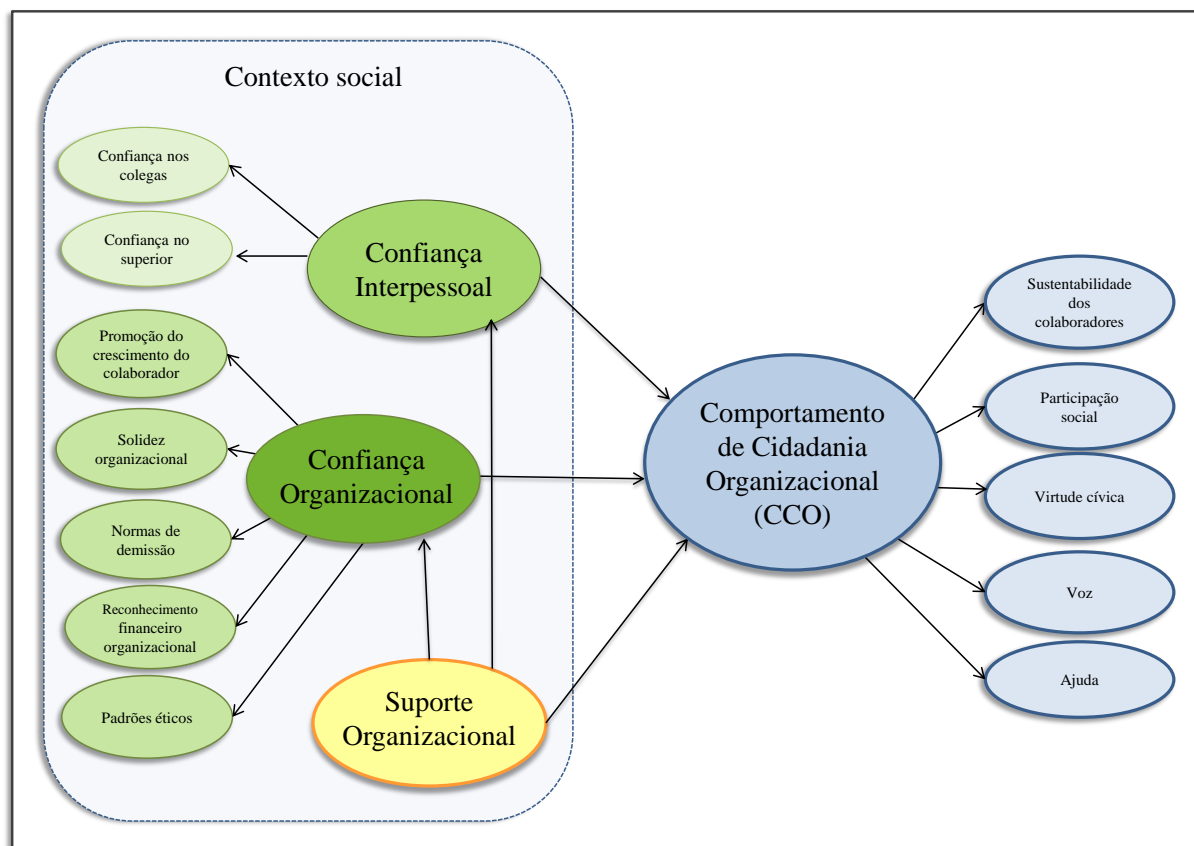 Contexto social
Confiança nos
colegas
Confiança no
superior
Confiança
Interpessoal
Promoção do
crescimento do
colaborador
Solidez
organizacional
Normas de
demissão
Reconhecimento
financeiro
organizacional
Padrões éticos
Confiança
Organizacional
Suporte
Organizacional
Comportamento
de Cidadania
Organizacional
(CCO)
Sustentabilidade
dos
colaboradores
Participação
social
Virtude cívica
Voz
Ajuda